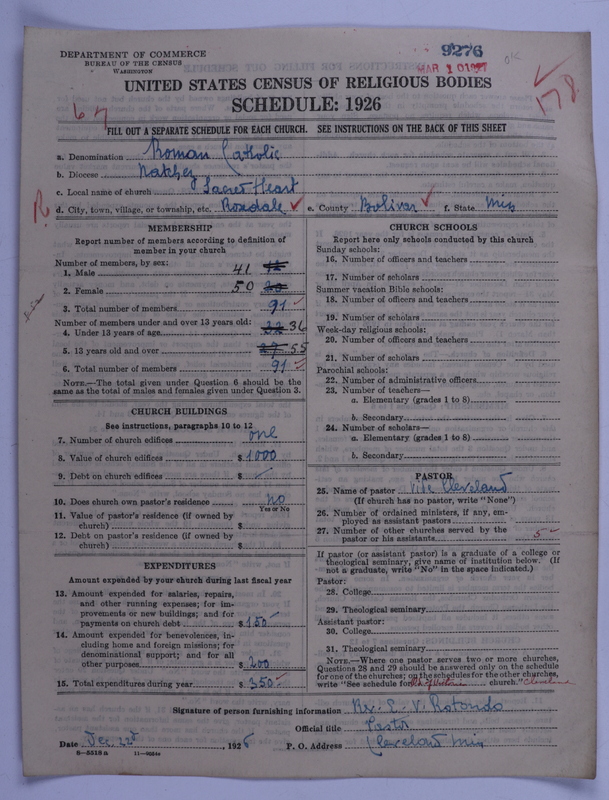 DEPARTMENT OF COMMERCE
BUREAU OF THE CENSUS
WASHINGTON
9276
MAR 10 1927
OK
178
67
UNITED STATES CENSUS OF RELIGIOUS BODIES
SCHEDULE: 1926
FILL OUT A SEPARATE SCHEDULE FOR EACH CHURCH. SEE INSTRUCTIONS ON THE BACK OF THIS SHEET
a. Denomination Roman Catholic
b. Diocese Natchez
c. Local name of church Sacred Heart
R
d. City, town, village, or township, etc. Rosedale e. County Bolivar f. State Miss
MEMBERSHIP
Report number of members according to definition of
member in your church
Number of members, by sex:
1. Male 41
2. Female 50
3. Total number of members 91
Number of members under and over 13 years old:
4. Under 13 years of age 32 36
5. 13 years old and over 55
6. Total number of members 91
NOTE.—The total given under Question 6 should be the
same as the total of males and females given under Question 3.
CHURCH BUILDINGS
See instructions, paragraphs 10 to 12
7. Number of church edifices one
8. Value of church edifices $ 1000
9. Debt on church edifices $
10. Does church own pastor's residence no
Yes or No
11. Value of pastor's residence (if owned by
church) $
12. Debt on pastor's residence (if owned by
church) $
EXPENDITURES
Amount expended by your church during last fiscal year
13. Amount expended for salaries, repairs,
and other running expenses; for im-
provements or new buildings; and for
payments on church debt $ 150
14. Amount expended for benevolences, in-
cluding home and foreign missions; for
denominational support; and for all
other purposes $ 200
15. Total expenditures during year $ 350
CHURCH SCHOOLS
Report here only schools conducted by this church
Sunday schools:
16. Number of officers and teachers
17. Number of scholars
Summer vacation Bible schools:
18. Number of officers and teachers
19. Number of scholars
Week-day religious schools:
20. Number of officers and teachers
21. Number of scholars
Parochial schools:
22. Number of administrative officers
23. Number of teachers—
a. Elementary (grades 1 to 8)
b. Secondary
24. Number of scholars—
a. Elementary (grades 1 to 8)
b. Secondary
PASTOR
25. Name of pastor Vide Cleveland
(If church has no pastor, write "None")
26. Number of ordained ministers, if any, em-
ployed as assistant pastors
27. Number of other churches served by the
pastor or his assistants 5
If pastor (or assistant pastor) is a graduate of a college or
theological seminary, give name of institution below. (If
not a graduate, write "No" in the space indicated.)
Pastor:
28. College
29. Theological seminary
Assistant pastor:
30. College
31. Theological seminary
NOTE.—Where one pastor serves two or more churches,
Questions 28 and 29 should be answered only on the schedule
for one of the churches; on the schedules for the other churches,
write "See schedule for church." Cleveland
Signature of person furnishing information Rev. E. V. Rotondo
Official title Pastor
Date Dec. 22d, 1926 P. O. Address Cleveland Miss
8—5518a 11—9051a